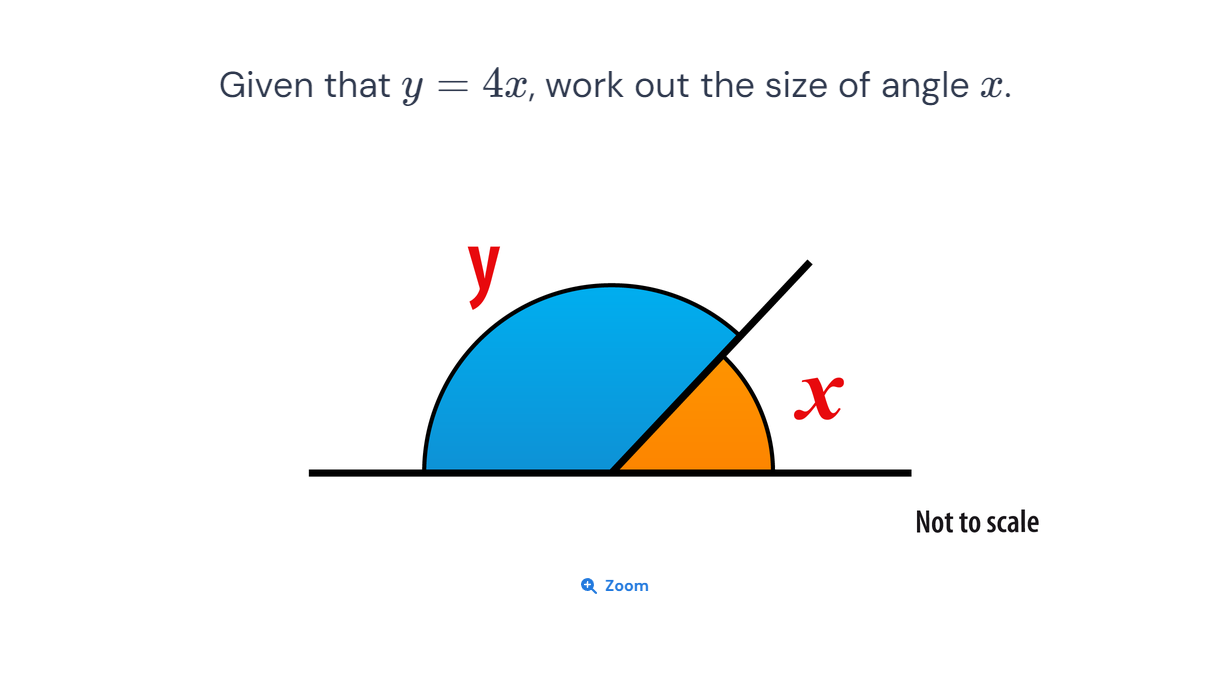 Given that y = 4x, work out the size of angle x.
y
x
Not to scale
Zoom